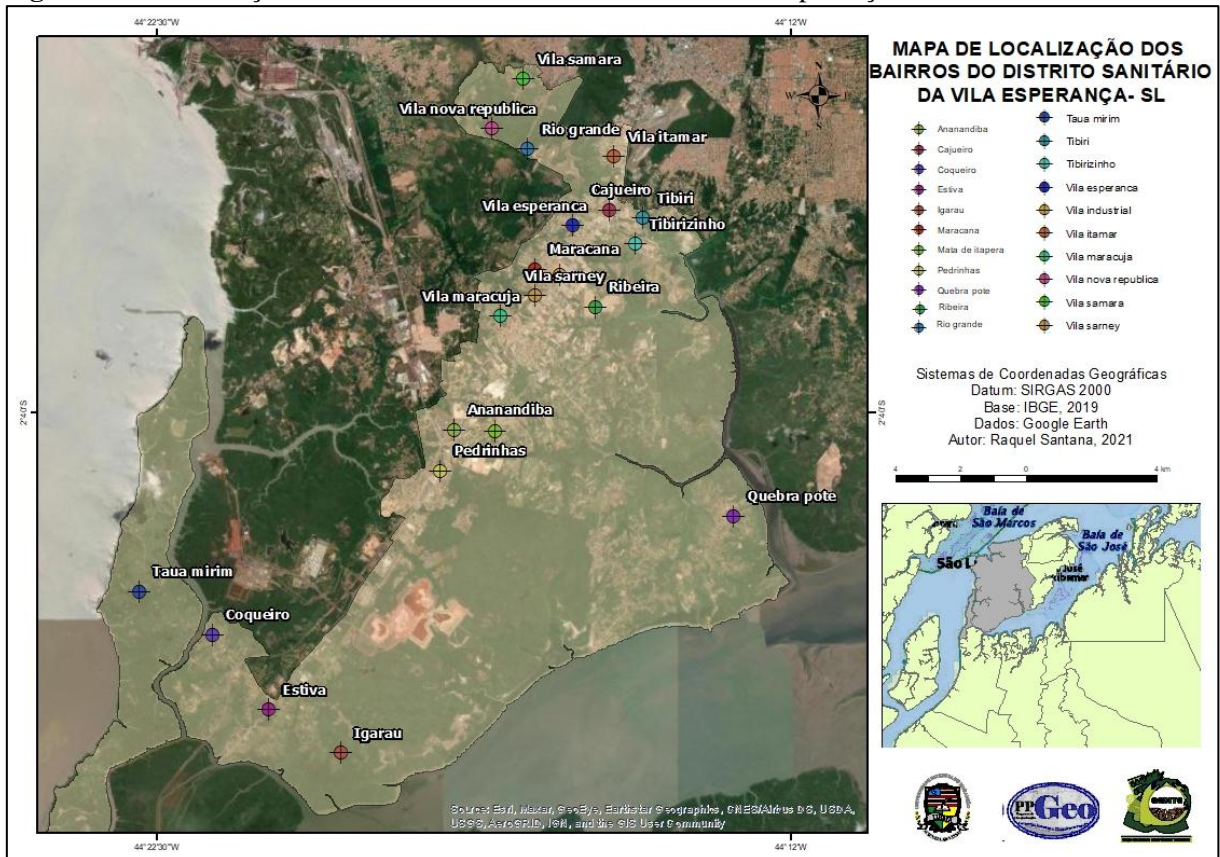 44° 22'30"W
44° 12'W
Vila samara
Vila nova republica
Rio grande
Vila itamar
Cajueiro
Tibiri
Vila esperanca
Tibirizinho
Maracana
Vila sarney
Ribeira
Vila maracuja
2°40'S
2°40'S
Ananandiba
Pedrinhas
Quebra pote
Taua mirim
Coqueiro
Estiva
Igarau
Source: Esri, Maxar, GeoEye, Earthstar Geographics, CNES/Airbus DS, USDA,
USGS, AeroGRID, IGN, and the GIS User Community
44° 22'30"W
44° 12'W
MAPA DE LOCALIZAÇÃO DOS
BAIRROS DO DISTRITO SANITÁRIO
DA VILA ESPERANÇA- SL
Ananandiba
Cajueiro
Coqueiro
Estiva
Igarau
Maracana
Mata de itapera
Pedrinhas
Quebra pote
Ribeira
Rio grande
Taua mirim
Tibiri
Tibirizinho
Vila esperanca
Vila industrial
Vila itamar
Vila maracuja
Vila nova republica
Vila samara
Vila sarney
Sistemas de Coordenadas Geográficas
Datum: SIRGAS 2000
Base: IBGE, 2019
Dados: Google Earth
Autor: Raquel Santana, 2021
4 2 0 4 km
Baía de
São Marcos
Baía de
São José
São L
José
PP
Geo